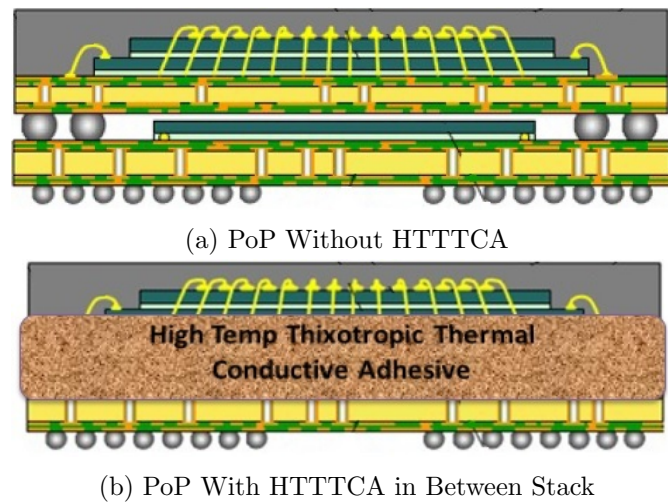 (a) PoP Without HTTTCA
High Temp Thixotropic Thermal
Conductive Adhesive
(b) PoP With HTTTCA in Between Stack